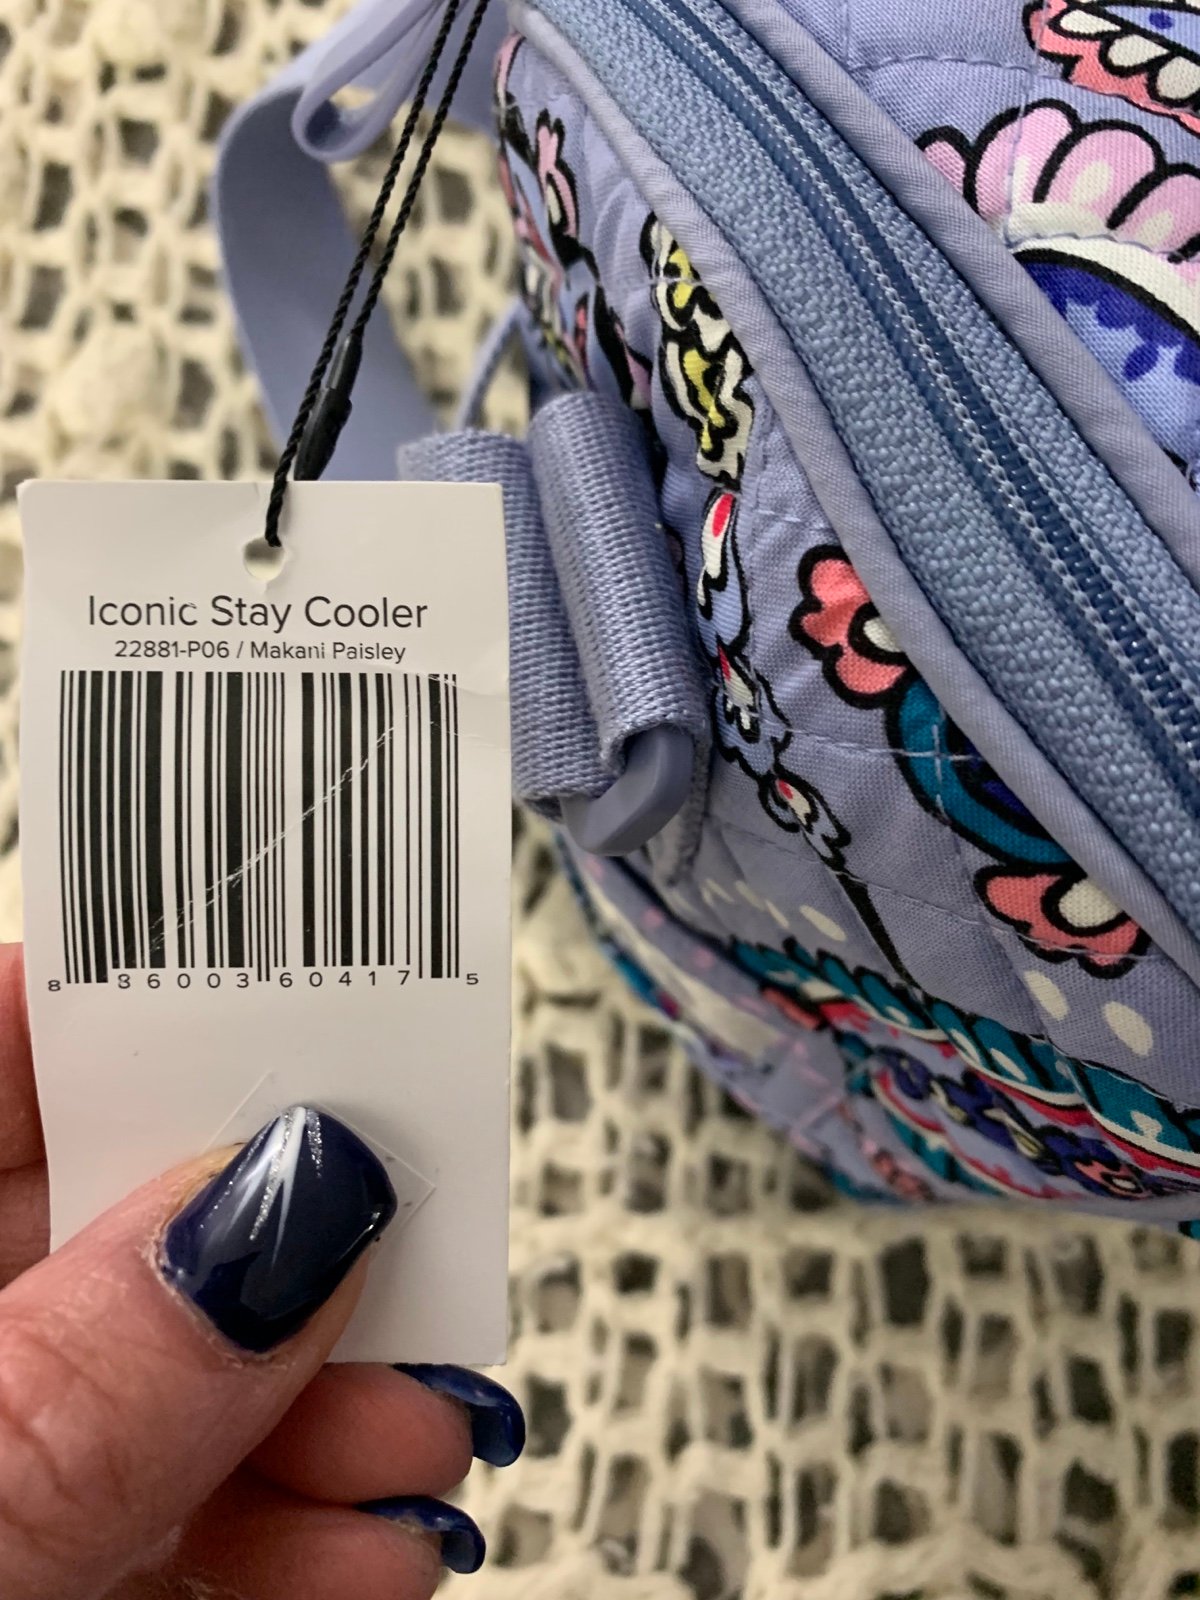 Iconic Stay Cooler
22881-P06 / Makani Paisley
8 86003 60417 5